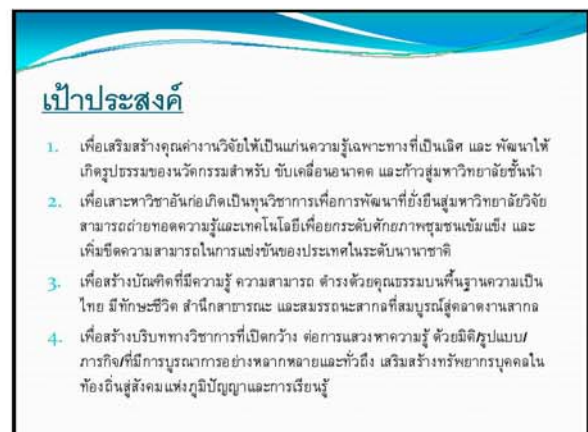 เป้าประสงค์
1. เพื่อเสริมสร้างคุณค่างานวิจัยให้เป็นแก่นความรู้เฉพาะทางที่เป็นเลิศ และ พัฒนาให้
เกิดรูปธรรมของนวัตกรรมสำหรับ ขับเคลื่อนอนาคต และก้าวสู่มหาวิทยาลัยชั้นนำ
2. เพื่อเสาะหาวิชาอันก่อเกิดเป็นทุนวิชาการเพื่อการพัฒนาที่ยั่งยืนสู่มหาวิทยาลัยวิจัย
สามารถถ่ายทอดความรู้และเทคโนโลยีเพื่อยกระดับศักยภาพชุมชนเข้มแข็ง และ
เพิ่มขีดความสามารถในการแข่งขันของประเทศในระดับนานาชาติ
3. เพื่อสร้างบัณฑิตที่มีความรู้ ความสามารถ ดำรงด้วยคุณธรรมบนพื้นฐานความเป็น
ไทย มีทักษะชีวิต สำนึกสาธารณะ และสมรรถนะสากลที่สมบูรณ์สู่ตลาดงานสากล
4. เพื่อสร้างบริบททางวิชาการที่เปิดกว้าง ต่อการแสวงหาความรู้ ด้วยมิติ/รูปแบบ/
ภารกิจ/ที่มีการบูรณาการอย่างหลากหลายและทั่วถึง เสริมสร้างทรัพยากรบุคคลใน
ท้องถิ่นสู่สังคมแห่งภูมิปัญญาและการเรียนรู้